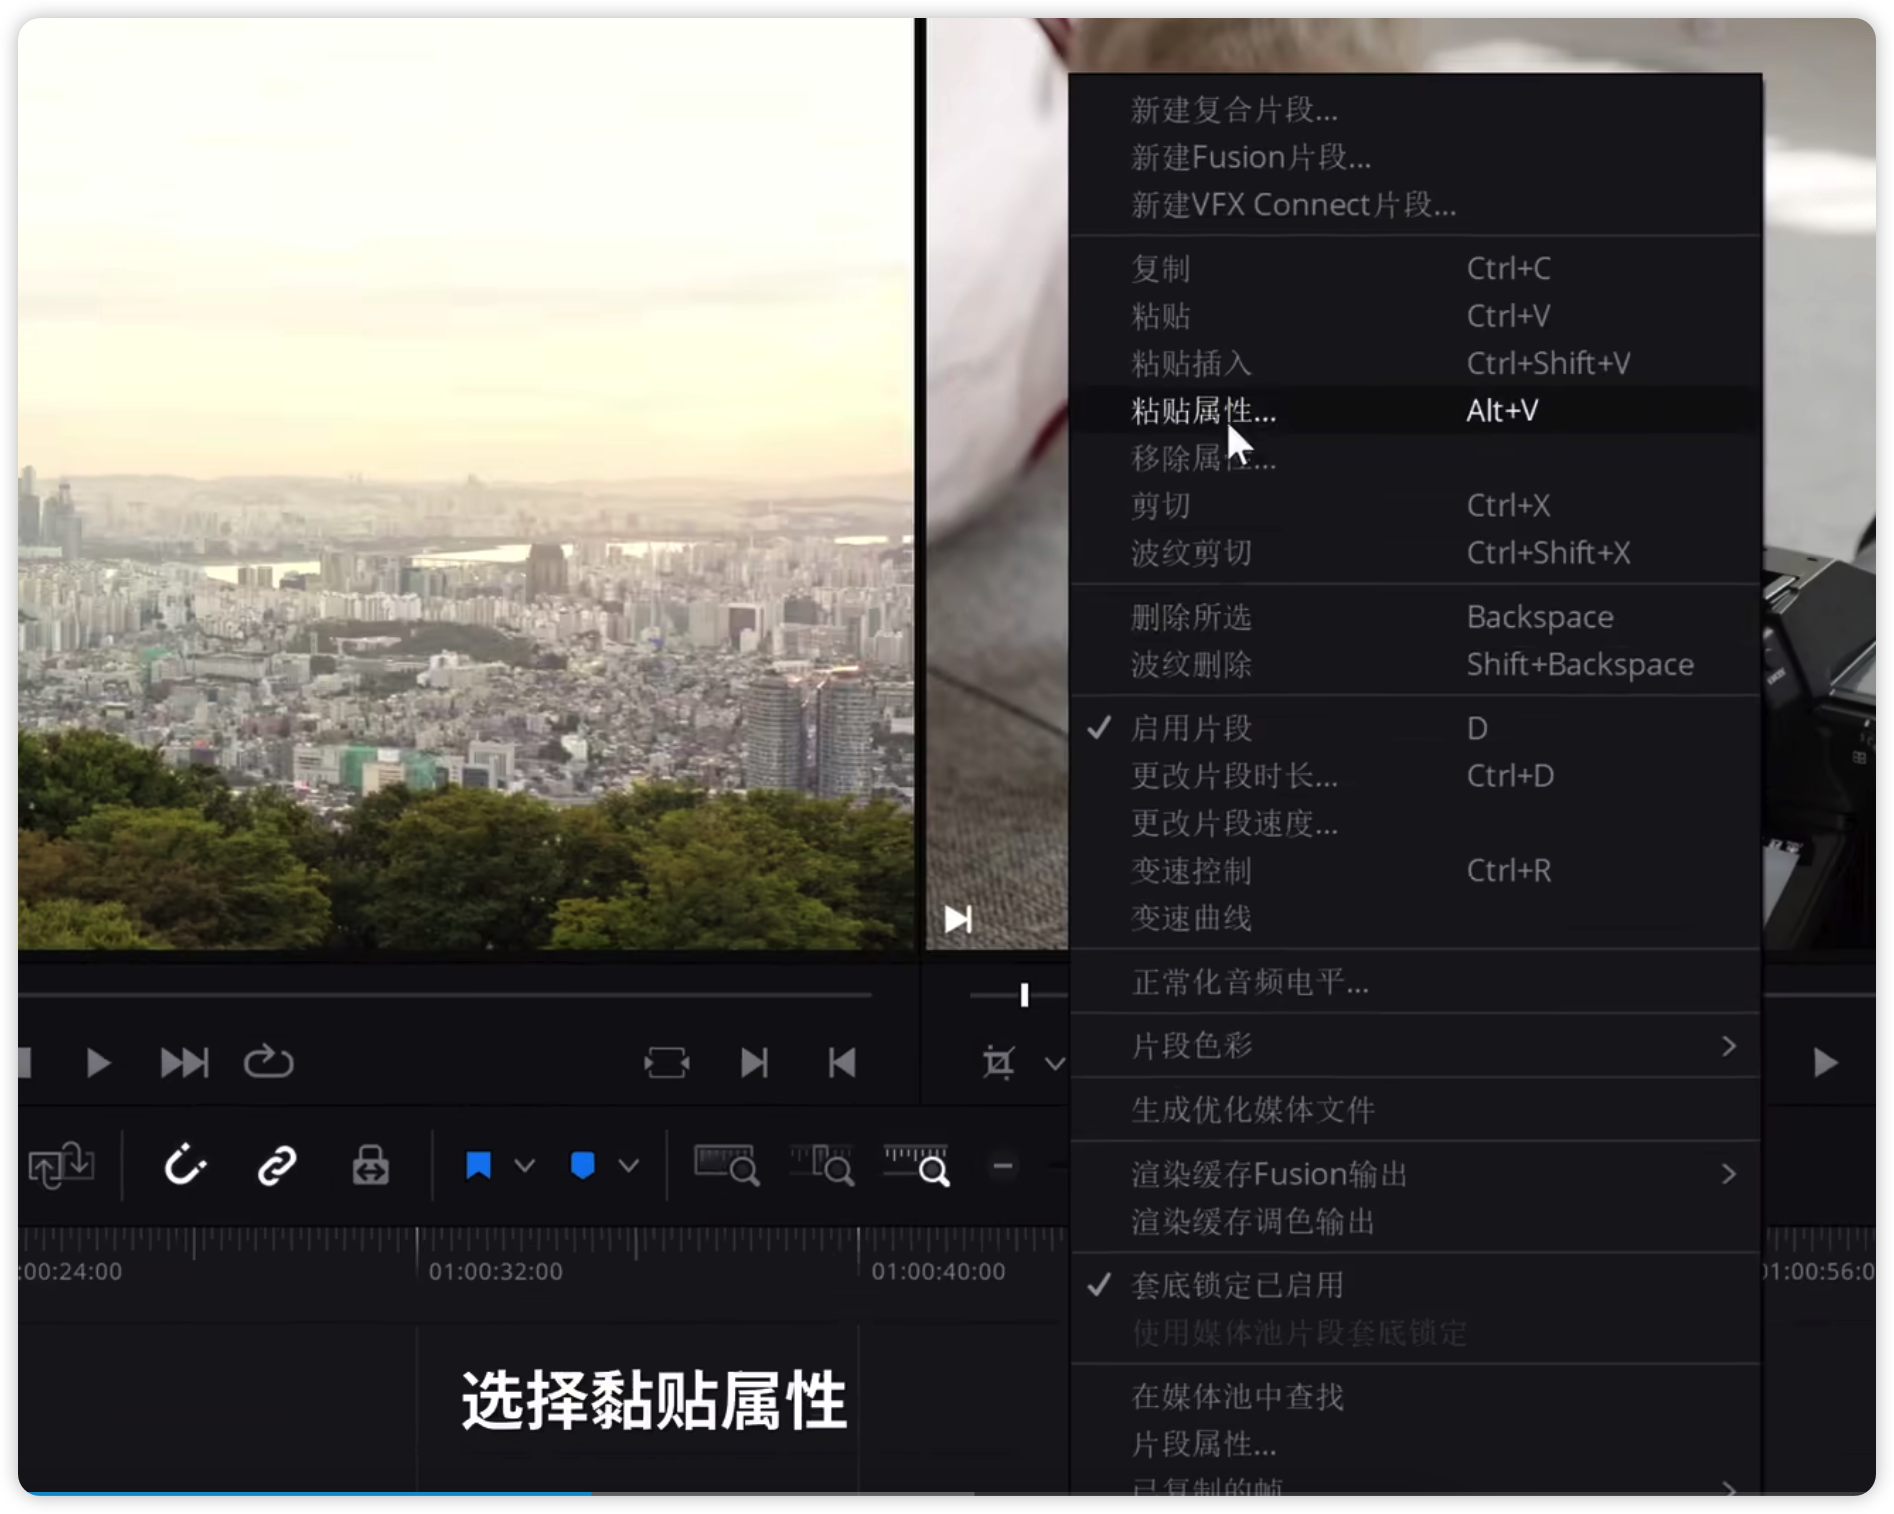 新建复合片段...
新建Fusion片段...
新建VFX Connect片段...
复制 Ctrl+C
粘贴 Ctrl+V
粘贴插入 Ctrl+Shift+V
粘贴属性... Alt+V
移除属性...
剪切 Ctrl+X
波纹剪切 Ctrl+Shift+X
删除所选 Backspace
波纹删除 Shift+Backspace
启用片段 D
更改片段时长... Ctrl+D
更改片段速度...
变速控制 Ctrl+R
变速曲线
正常化音频电平...
片段色彩
生成优化媒体文件
渲染缓存Fusion输出
渲染缓存调色输出
:00:24:00 01:00:32:00 01:00:40:00 01:00:56:0
套底锁定已启用
使用媒体池片段套底锁定
在媒体池中查找
选择黏贴属性
片段属性...
已复制的帧